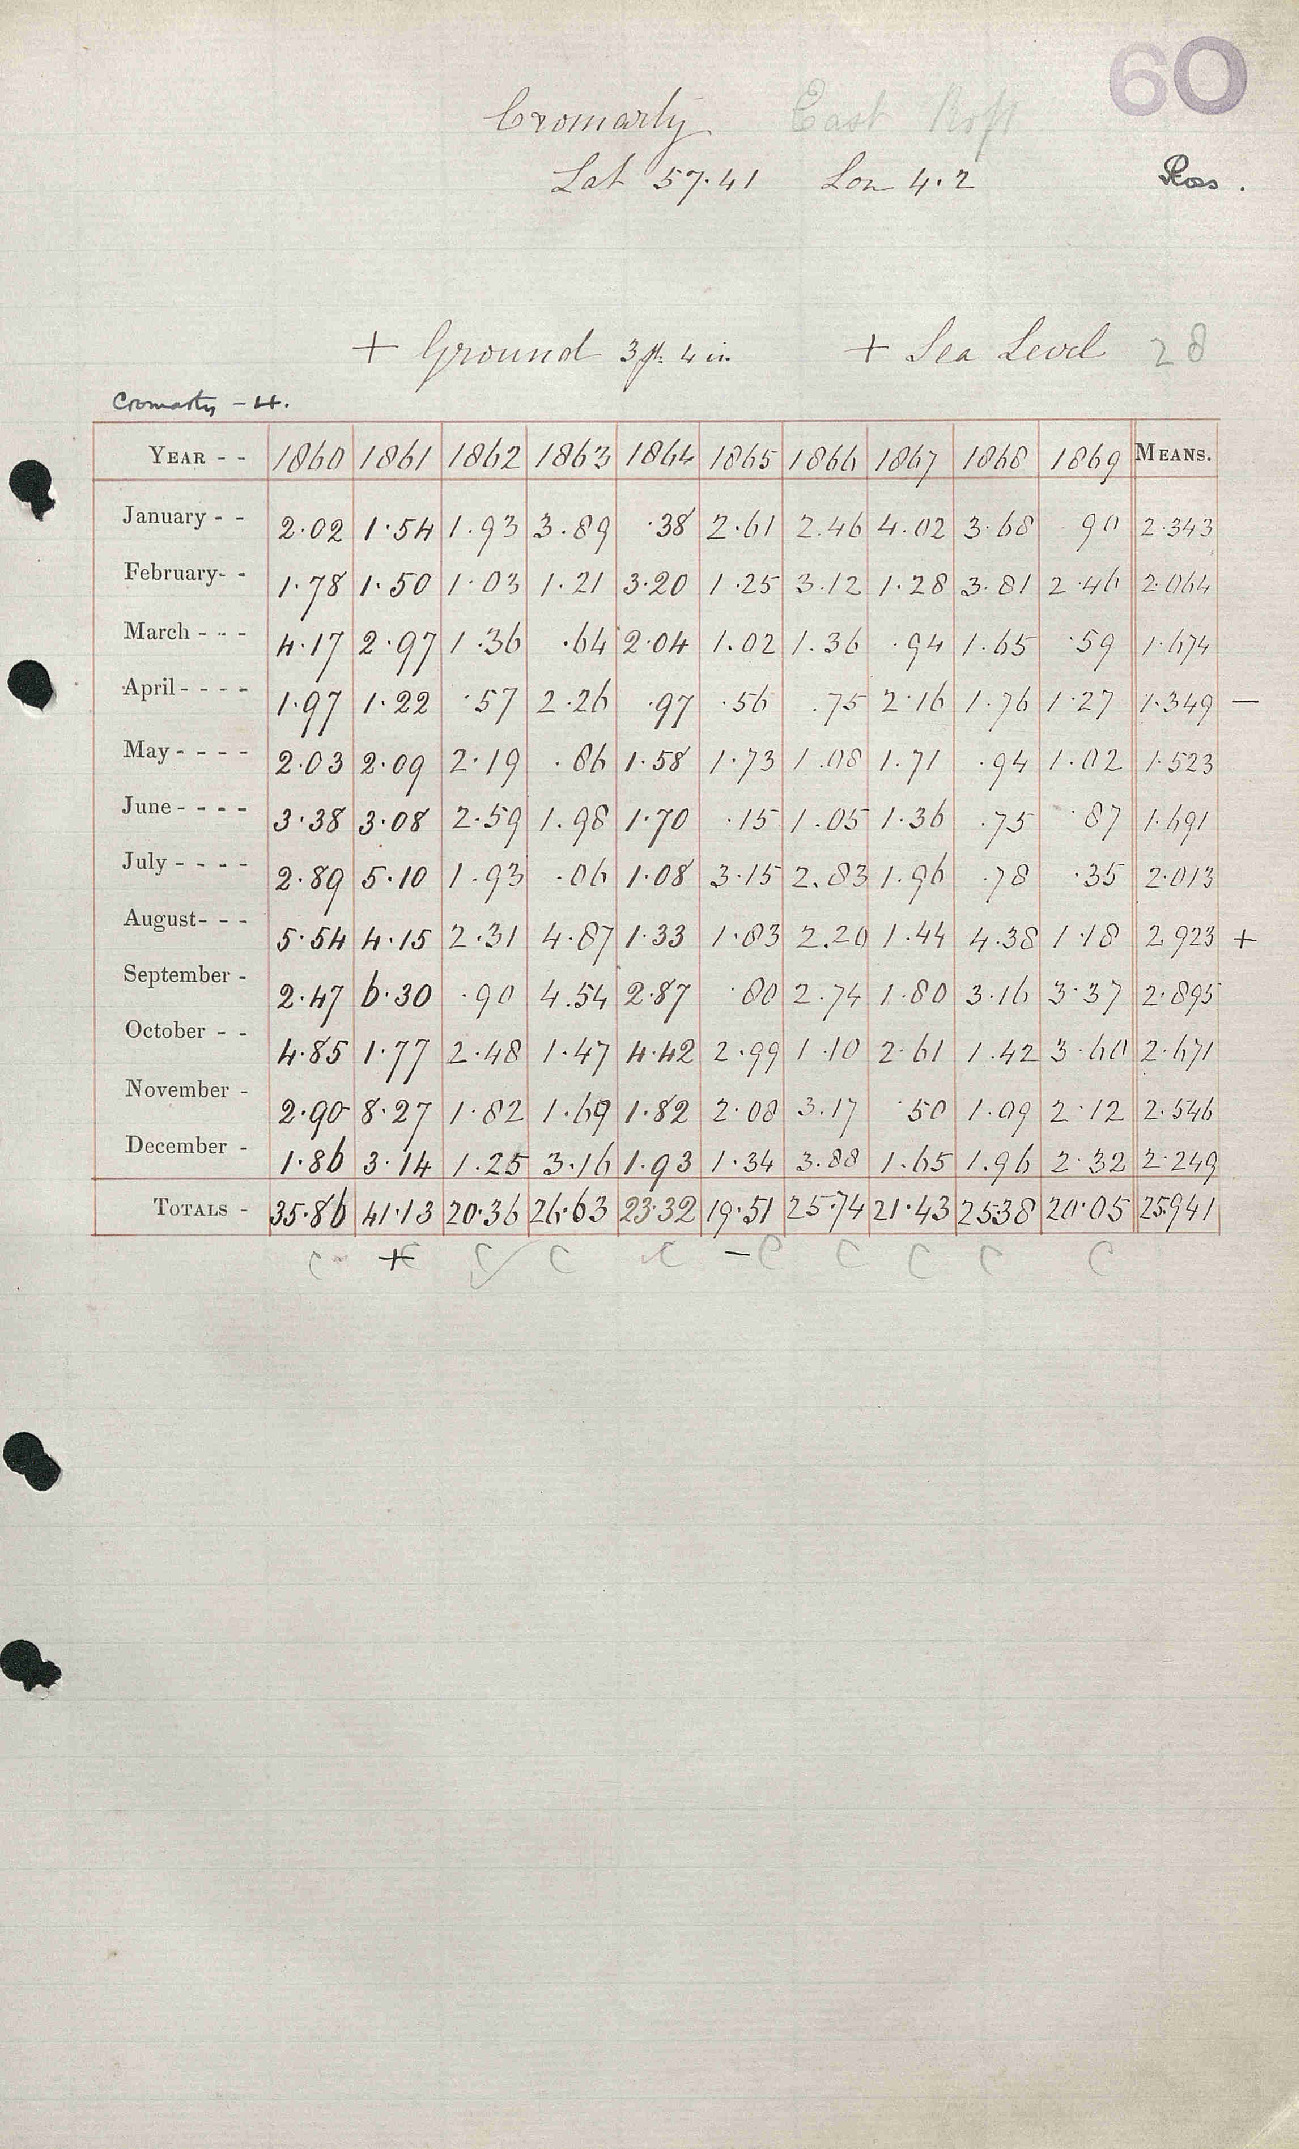 60
Cromarty East Ross
Lat 57.41 Lon 4.2 Ross.
+ Ground 3 ft. 4 in. + Sea Level 28
Cromarty - H.
YEAR - - 1860 1861 1862 1863 1864 1865 1866 1867 1868 1869 MEANS.
January - - 2.02 1.54 1.93 3.89 .38 2.61 2.46 4.02 3.68 .90 2.343
February- - 1.78 1.50 1.03 1.21 3.20 1.25 3.12 1.28 3.81 2.46 2.064
March - - - 4.17 2.97 1.36 .64 2.04 1.02 1.36 .94 1.65 .59 1.674
April - - - - 1.97 1.22 .57 2.26 .97 .56 .75 2.16 1.76 1.27 1.349 —
May - - - - 2.03 2.09 2.19 .86 1.58 1.73 1.08 1.71 .94 1.02 1.523
June - - - - 3.38 3.08 2.59 1.98 1.70 .15 1.05 1.36 .75 .87 1.691
July - - - - 2.89 5.10 1.93 .06 1.08 3.15 2.83 1.96 .78 .35 2.013
August- - - 5.54 4.15 2.31 4.87 1.33 1.83 2.20 1.44 4.38 1.18 2.923 +
September - 2.47 6.30 .90 4.54 2.87 .80 2.74 1.80 3.16 3.37 2.895
October - - 4.85 1.77 2.48 1.47 4.42 2.99 1.10 2.61 1.42 3.60 2.671
November - 2.90 8.27 1.82 1.69 1.82 2.08 3.17 .50 1.09 2.12 2.546
December - 1.86 3.14 1.25 3.16 1.93 1.34 3.88 1.65 1.96 2.32 2.249
TOTALS - 35.86 41.13 20.36 26.63 23.32 19.51 25.74 21.43 25.38 20.05 25.941
C + C C C C - C C C C C